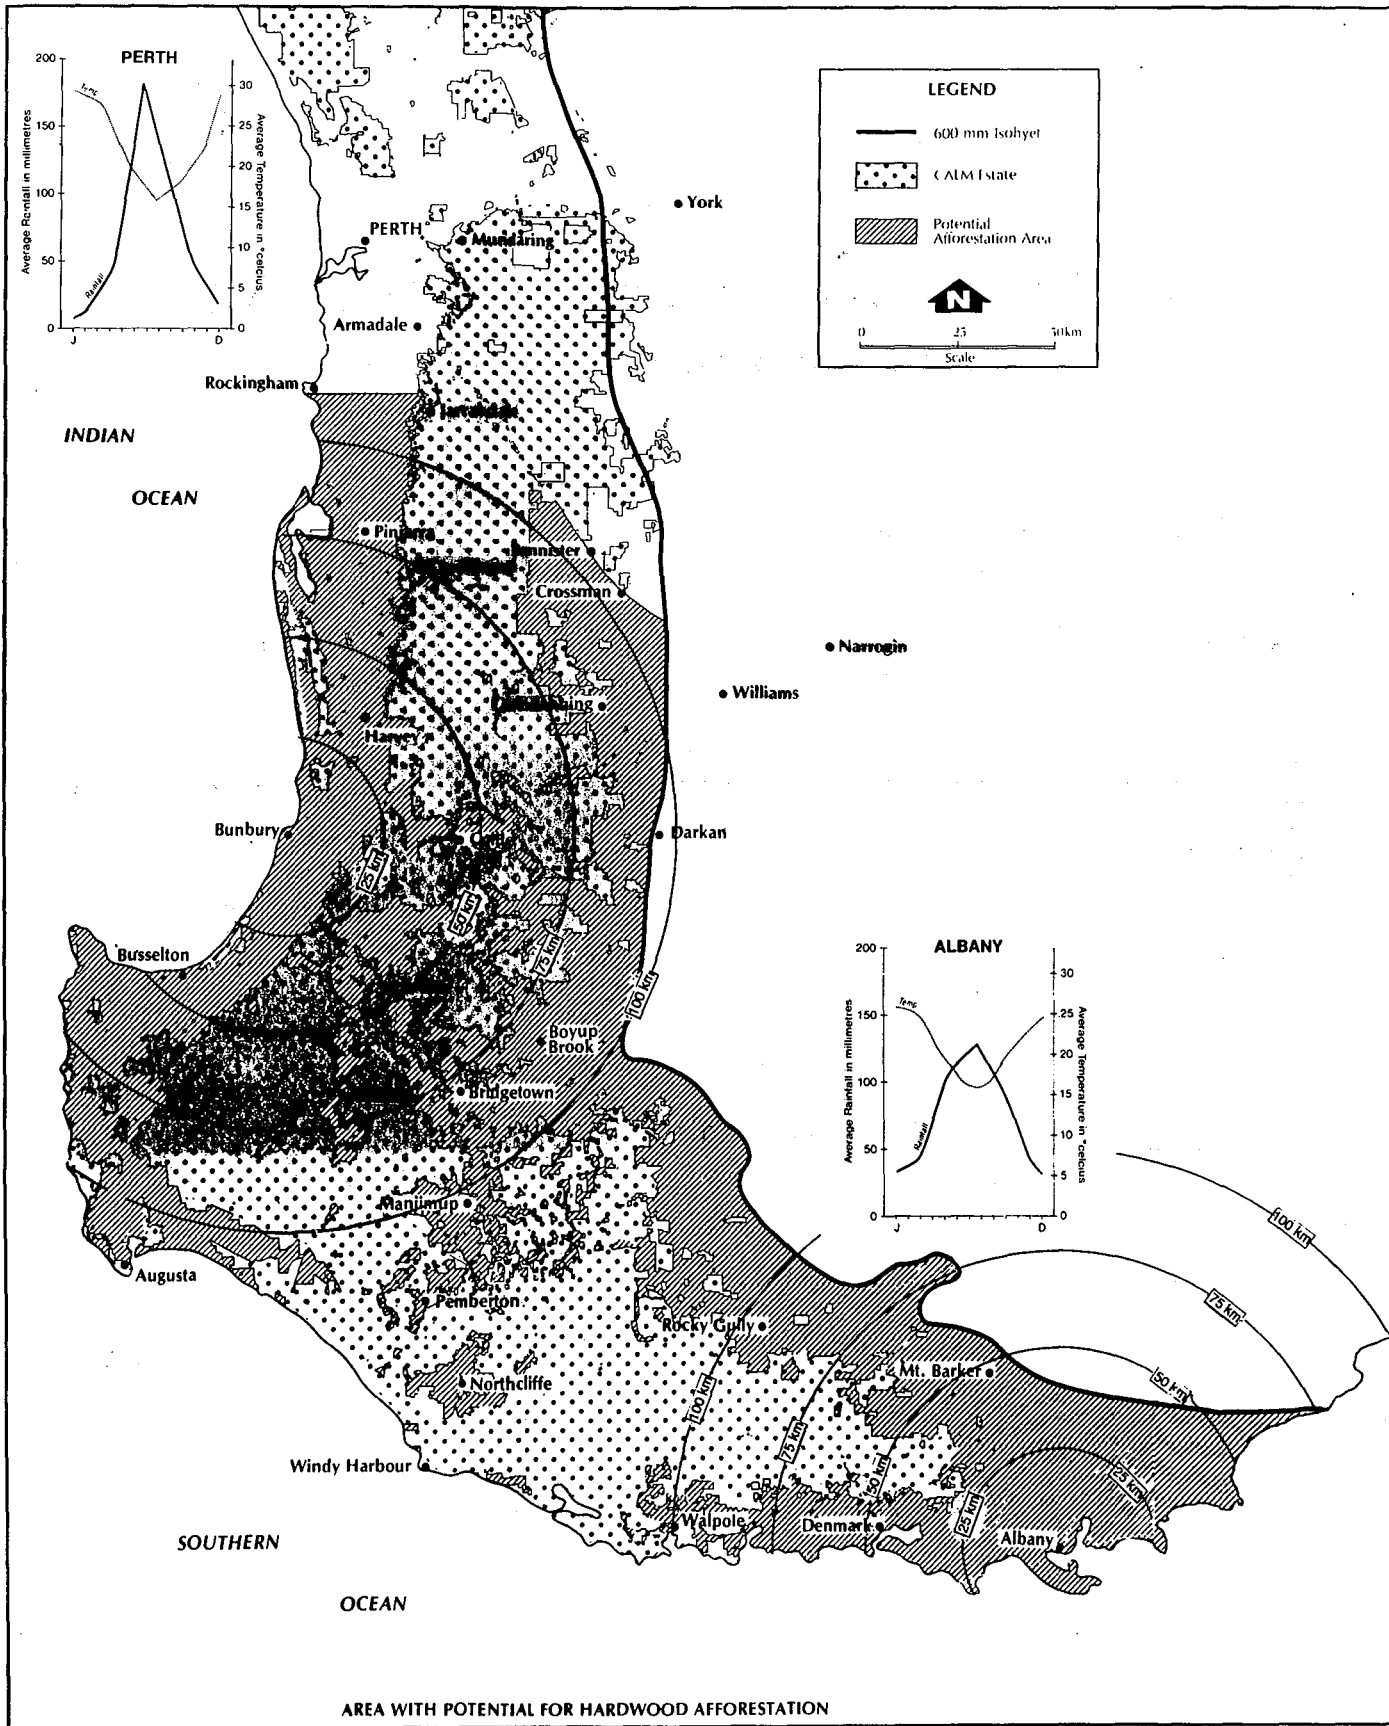 PERTH
200
150
100
50
0
Average Rainfall in millimetres
Temp
Rainfall
30
25
20
15
10
5
0
Average Temperature in °celcius
J
D
LEGEND
600 mm Isohyet
CALM Estate
Potential
Afforestation Area
N
0
25
50km
Scale
York
PERTH
Mundaring
Armadale
Rockingham
Jarrahdale
INDIAN
OCEAN
Pinjarra
Bannister
Crossman
Narrogin
Williams
Harvey
Bunbury
Darkan
25 km
50 km
75 km
100 km
Busselton
Boyup
Brook
Bridgetown
ALBANY
200
150
100
50
0
Average Rainfall in millimetres
Temp
Rainfall
30
25
20
15
10
5
0
Average Temperature in °celcius
J
D
Manjimup
Augusta
Pemberton
Rocky Gully
Northcliffe
Mt. Barker
100 km
75 km
50 km
25 km
100 km
75 km
50 km
25 km
Windy Harbour
Walpole
Denmark
Albany
SOUTHERN
OCEAN
AREA WITH POTENTIAL FOR HARDWOOD AFFORESTATION